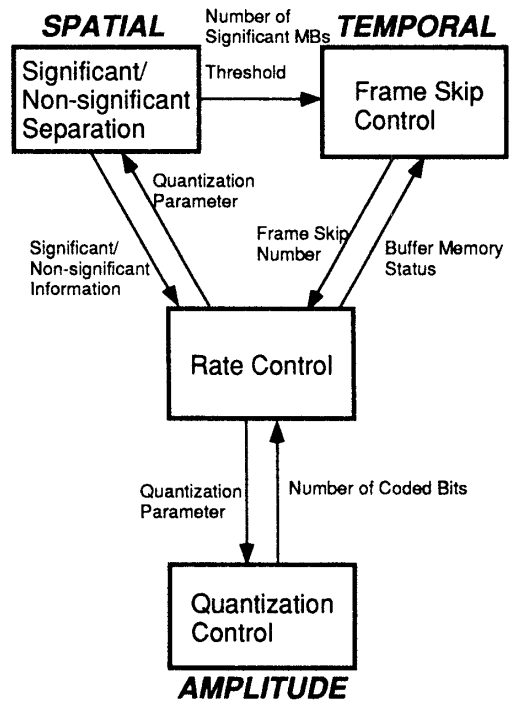 SPATIAL
Number of
Significant MBs
TEMPORAL
Significant/
Non-significant
Separation
Threshold
Frame Skip
Control
Quantization
Parameter
Significant/
Non-significant
Information
Frame Skip
Number
Buffer Memory
Status
Rate Control
Quantization
Parameter
Number of Coded Bits
Quantization
Control
AMPLITUDE